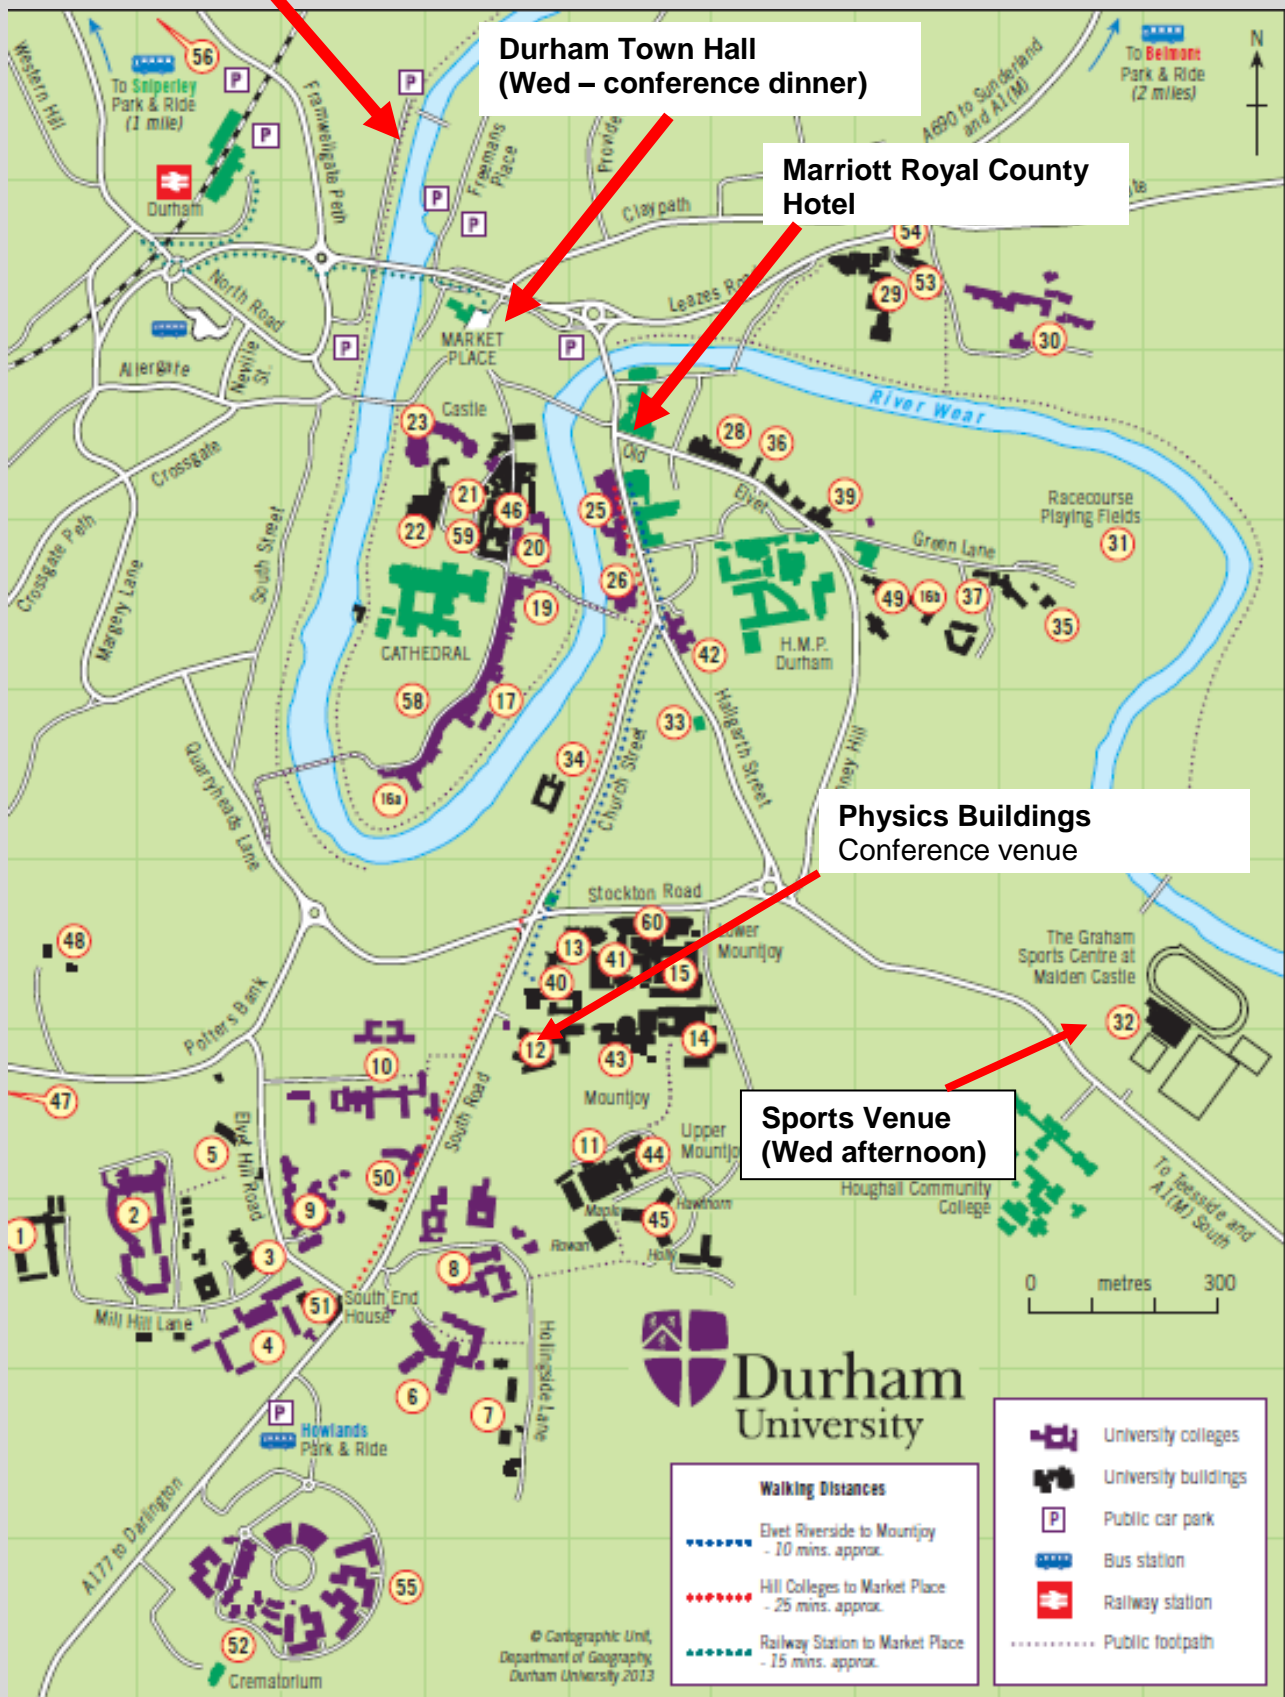 56
To Sniperley
Park & Ride
(1 mile)
P
P
P
Western Hill
Framwellgate Peth
Durham Town Hall
(Wed – conference dinner)
Freemans
Place
Provide
A690 to Sunderland
and A1(M)
To Belmont
Park & Ride
(2 miles)
N
Marriott Royal County
Hotel
Durham
P
P
Claypath
54
53
29
30
Leazes Road
North Road
MARKET
PLACE
P
P
Allergate
Neville
St.
Crossgate
Castle
23
River Wear
28
36
39
Old
Elvet
21
46
22
59
20
25
26
19
Racecourse
Playing Fields
31
Green Lane
49
16b
37
35
Crossgate Peth
Margery Lane
South Street
CATHEDRAL
42
H.M.P.
Durham
58
17
33
34
16a
Church Street
Hallgarth Street
ney Hill
Quarryheads Lane
Physics Buildings
Conference venue
Stockton Road
Lower
Mountjoy
48
13
60
41
40
15
12
43
14
Mountjoy
The Graham
Sports Centre at
Maiden Castle
32
Potters Bank
10
47
South Road
Sports Venue
(Wed afternoon)
5
Elvet Hill Road
50
11
44
Upper
Mountjo
Maple
Hawthorn
45
Rowan
Holly
Houghall Community
College
To Teesside and
A1(M) South
1
2
9
3
8
51
South End
House
Mill Hill Lane
4
6
7
Hollingside Lane
0 metres 300
Durham
University
P
Howlands
Park & Ride
A177 to Darlington
55
52
Crematorium
© Cartographic Unit,
Department of Geography,
Durham University 2013
Walking Distances
Elvet Riverside to Mountjoy
- 10 mins. approx.
Hill Colleges to Market Place
- 25 mins. approx.
Railway Station to Market Place
- 15 mins. approx.
University colleges
University buildings
P
Public car park
Bus station
Railway station
Public footpath